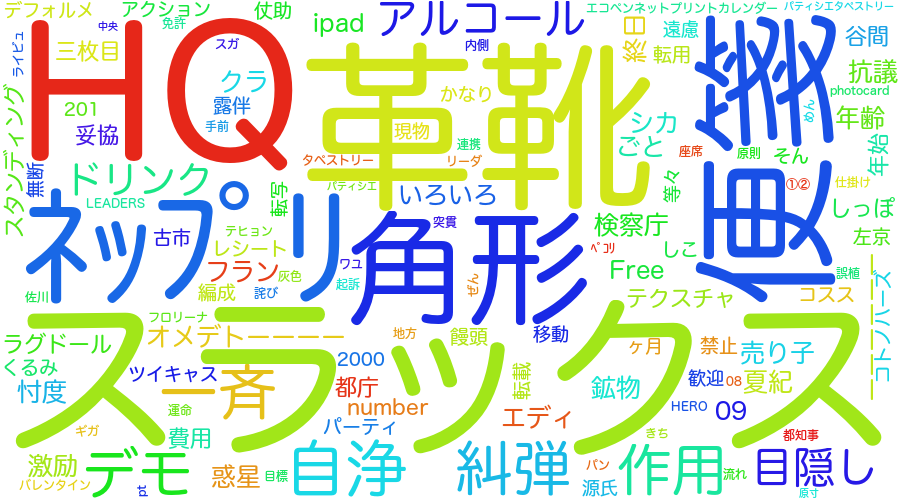 デフォルメ
中央
アクション
免許
仗助
ipad
アルコール
エコペンネットプリントカレンダー
パティシエタペストリー
ライビュ
三枚目
スガ
内側
終日
遠慮
谷間
HQ
クラ
革靴
かなり
転用
便箋
抗議
photocard
201
妥協
露伴
手前
現物
連携
シカ
ごと
めん
年齢
スタンディング
タペストリー
リーダ
座席
原則
そん
年始
無断
ドリンク
転写
パティシエ
いろいろ
等々
①②
仕掛け
LEADERS
しっぽ
ネップリ
古市
テヒョン
レシート
角形
突貫
検察庁
左京
フラン
灰色
ワユ
ペコリ
しこ
佐川
編成
詫び
起訴
ぜん
Free
誤植
テクスチャ
コスス
コトノハーズ
フロリーナ
オメデトーーーー
地方
饅頭
移動
ーーーーーー
スラックス
ラグドール
ヶ月
禁止
売り子
くるみ
ツイキャス
2000
転載
忖度
一斉
都庁
鉱物
歓迎
08
夏紀
運命
number
HERO
09
ギガ
費用
パーティ
エディ
きち
都知事
激励
デモ
惑星
目標
自浄
糾弾
パン
作用
流れ
目隠し
バレンタイン
pt
源氏
原寸